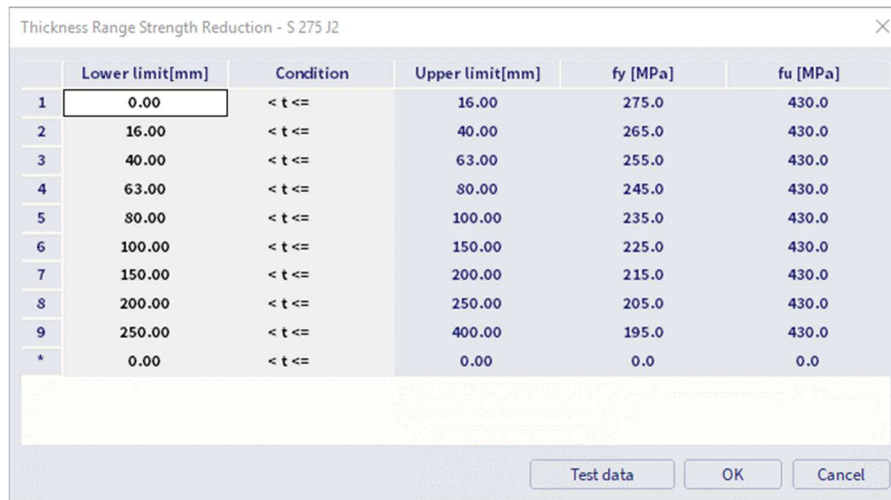 Thickness Range Strength Reduction - S 275 J2
Lower limit[mm] Condition Upper limit[mm] fy [MPa] fu [MPa]
1 0.00 < t <= 16.00 275.0 430.0
2 16.00 < t <= 40.00 265.0 430.0
3 40.00 < t <= 63.00 255.0 430.0
4 63.00 < t <= 80.00 245.0 430.0
5 80.00 < t <= 100.00 235.0 430.0
6 100.00 < t <= 150.00 225.0 430.0
7 150.00 < t <= 200.00 215.0 430.0
8 200.00 < t <= 250.00 205.0 430.0
9 250.00 < t <= 400.00 195.0 430.0
* 0.00 < t <= 0.00 0.0 0.0
Test data OK Cancel